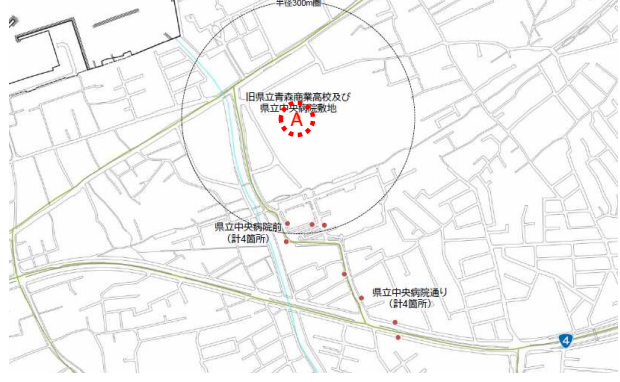 半径300m圏
旧県立青森商業高校及び
県立中央病院敷地
A
県立中央病院前
(計4箇所)
県立中央病院通り
(計4箇所)
4